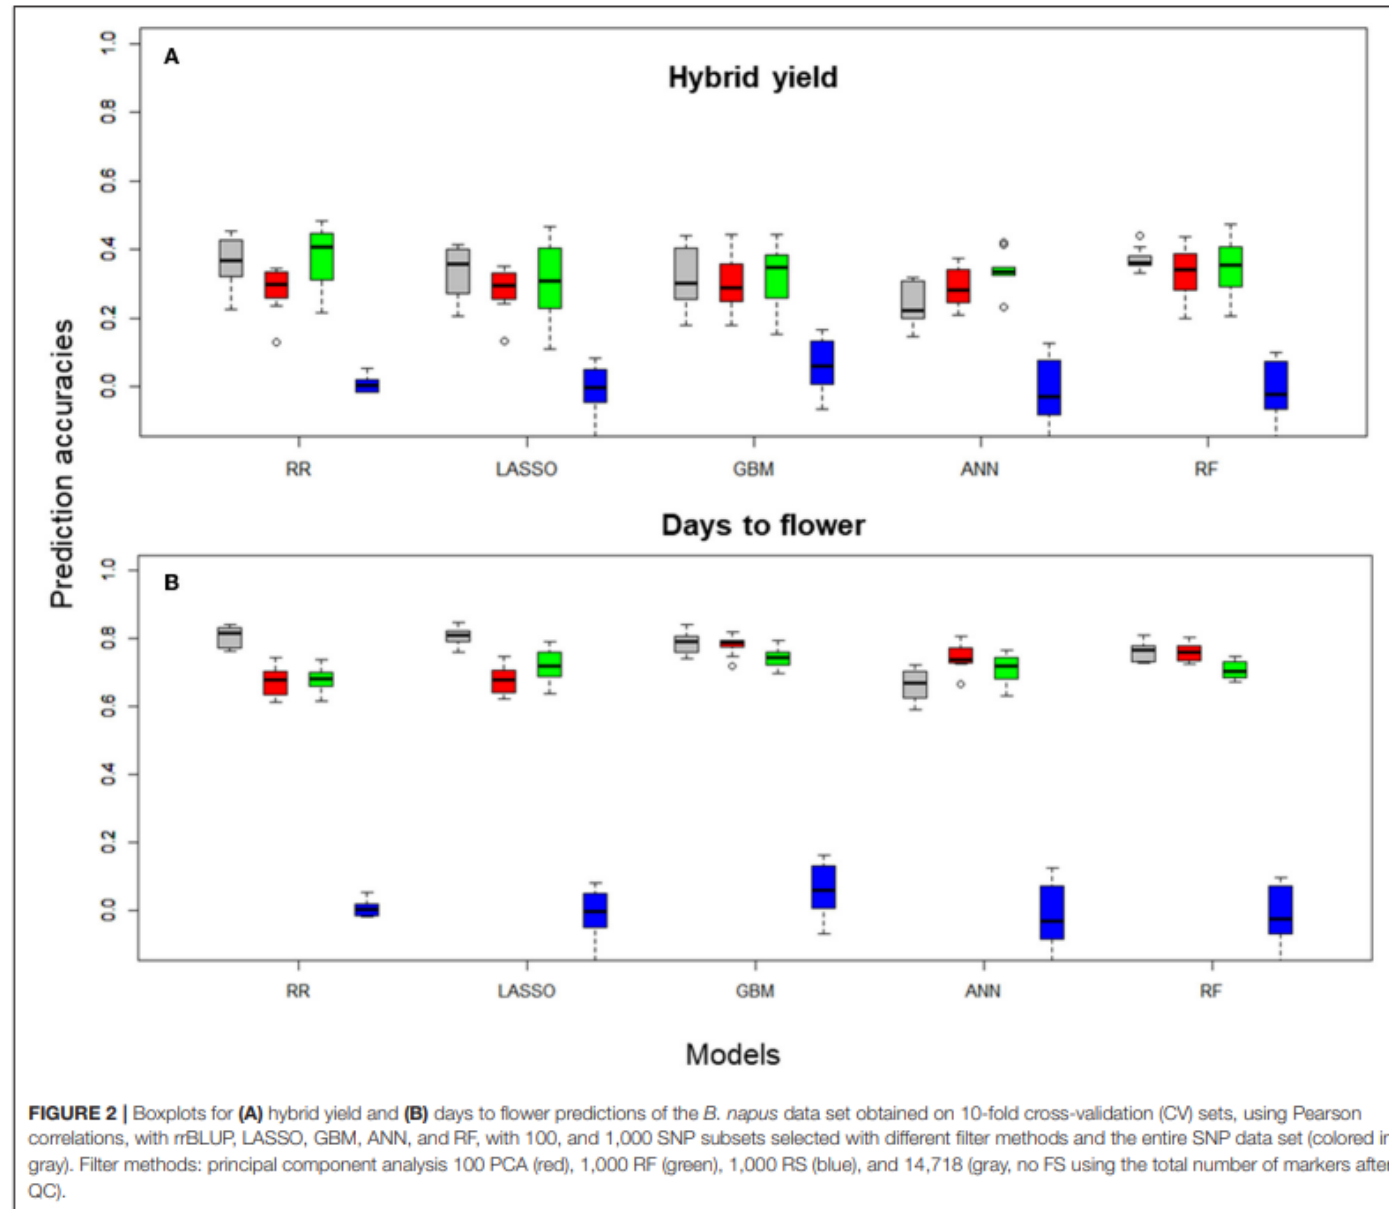 A
Hybrid yield
1.0
0.8
0.6
0.4
0.2
0.0
RR LASSO GBM ANN RF
Prediction accuracies
Days to flower
B
1.0
0.8
0.6
0.4
0.2
0.0
RR LASSO GBM ANN RF
Models
FIGURE 2 | Boxplots for (A) hybrid yield and (B) days to flower predictions of the B. napus data set obtained on 10-fold cross-validation (CV) sets, using Pearson
correlations, with rrBLUP, LASSO, GBM, ANN, and RF, with 100, and 1,000 SNP subsets selected with different filter methods and the entire SNP data set (colored in
gray). Filter methods: principal component analysis 100 PCA (red), 1,000 RF (green), 1,000 RS (blue), and 14,718 (gray, no FS using the total number of markers after
QC).